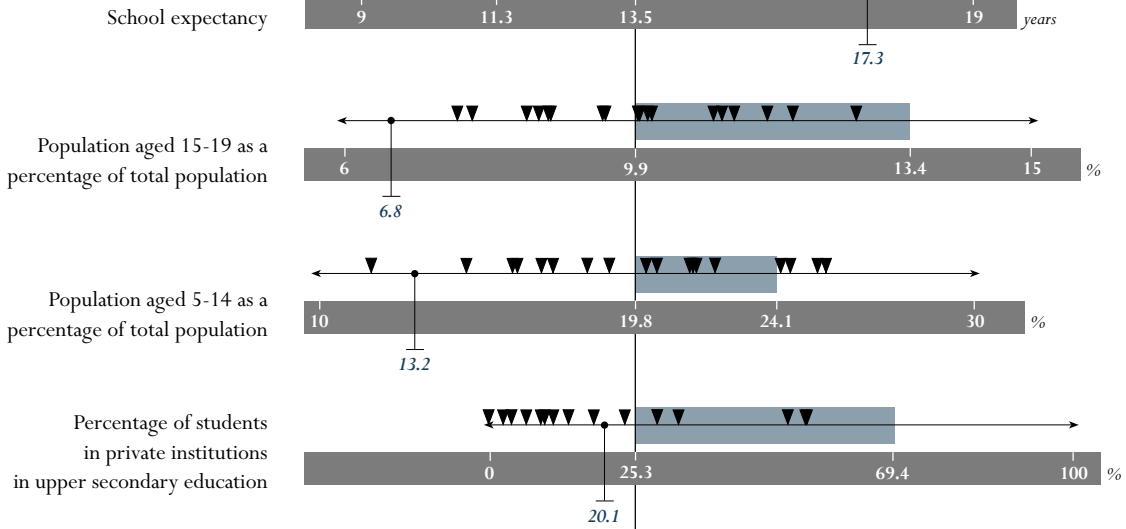 School expectancy
9 11.3 13.5 19 years
17.3
Population aged 15-19 as a
percentage of total population
6 9.9 13.4 15 %
6.8
Population aged 5-14 as a
percentage of total population
10 19.8 24.1 30 %
13.2
Percentage of students
in private institutions
in upper secondary education
0 25.3 69.4 100 %
20.1